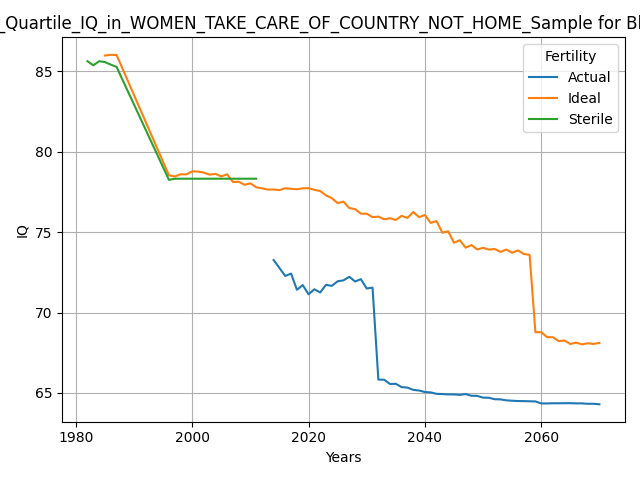 _Quartile_IQ_in_WOMEN_TAKE_CARE_OF_COUNTRY_NOT_HOME_Sample for Bl
Fertility
Actual
Ideal
Sterile
85
80
75
70
65
IQ
1980
2000
2020
2040
2060
Years